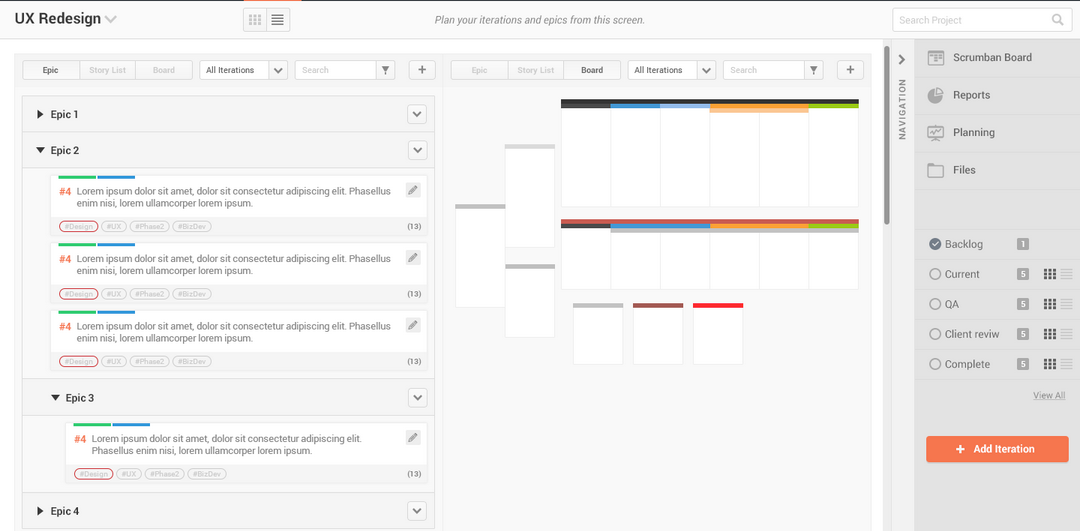 UX Redesign
Plan your iterations and epics from this screen.
Search Project
Epic
Story List
Board
All Iterations
Search
+
Epic
Story List
Board
All Iterations
Search
+
Epic 1
Epic 2
#4 Lorem ipsum dolor sit amet, dolor sit consectetur adipiscing elit. Phasellus
enim nisi, lorem ullamcorper lorem ipsum.
#Design #UX #Phase2 #BizDev (13)
#4 Lorem ipsum dolor sit amet, dolor sit consectetur adipiscing elit. Phasellus
enim nisi, lorem ullamcorper lorem ipsum.
#Design #UX #Phase2 #BizDev (13)
#4 Lorem ipsum dolor sit amet, dolor sit consectetur adipiscing elit. Phasellus
enim nisi, lorem ullamcorper lorem ipsum.
#Design #UX #Phase2 #BizDev (13)
Epic 3
#4 Lorem ipsum dolor sit amet, dolor sit consectetur adipiscing elit.
Phasellus enim nisi, lorem ullamcorper lorem ipsum.
#Design #UX #Phase2 #BizDev (13)
Epic 4
NAVIGATION
Scrumban Board
Reports
Planning
Files
Backlog 1
Current 5
QA 5
Client reviw 5
Complete 5
View All
+ Add Iteration